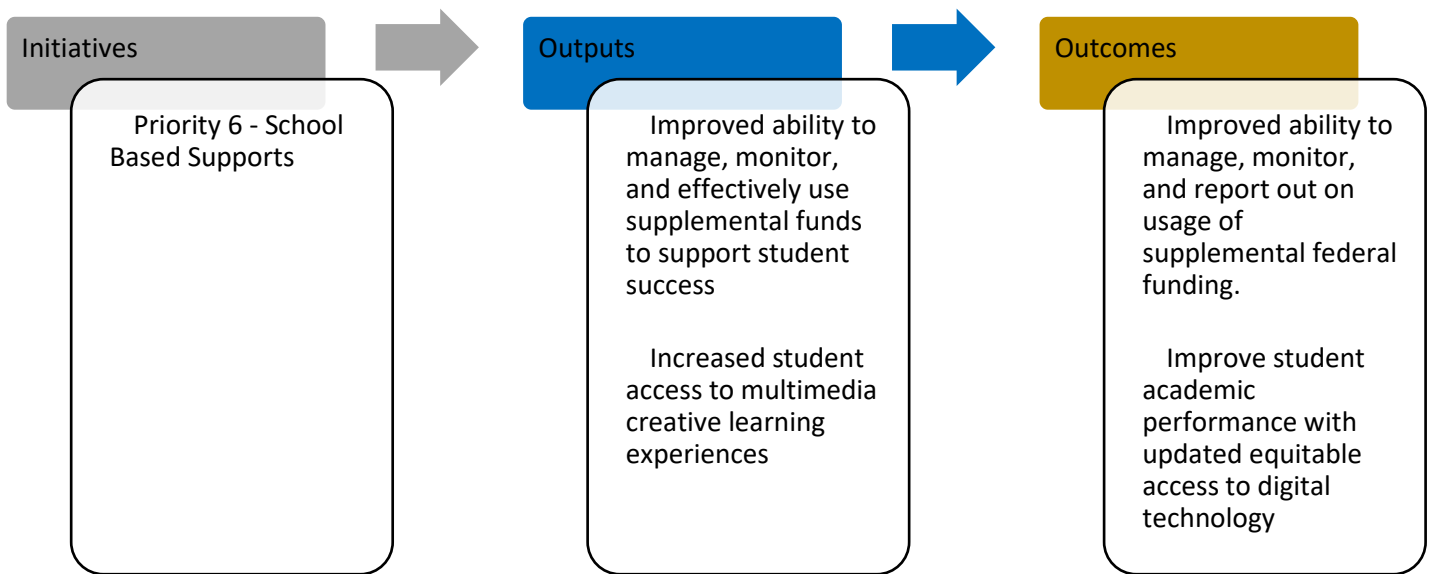 Initiatives
Priority 6 - School
Based Supports
Outputs
Improved ability to
manage, monitor,
and effectively use
supplemental funds
to support student
success
Increased student
access to multimedia
creative learning
experiences
Outcomes
Improved ability to
manage, monitor,
and report out on
usage of
supplemental federal
funding.
Improve student
academic
performance with
updated equitable
access to digital
technology